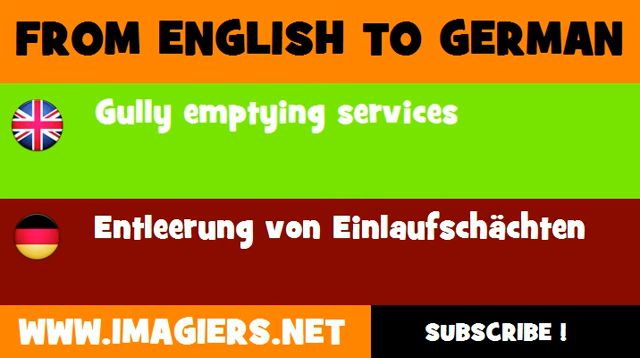 FROM ENGLISH TO GERMAN
Gully emptying services
Entleerung von Einlaufschächten
WWW.IMAGIERS.NET
SUBSCRIBE !